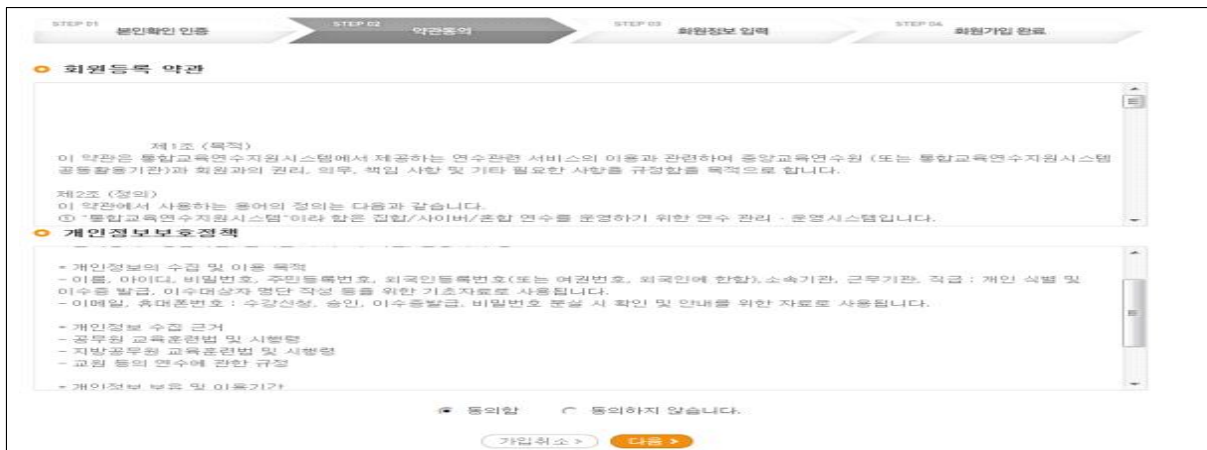 STEP 01
본인확인 인증
STEP 02
약관동의
STEP 03
회원정보 입력
STEP 04
회원가입 완료
회원등록 약관
제1조 (목적)
이 약관은 통합교육연수지원시스템에서 제공하는 연수관련 서비스의 이용과 관련하여 중앙교육연수원 (또는 통합교육연수지원시스템
공동활용기관)과 회원과의 권리, 의무, 책임 사항 및 기타 필요한 사항를 규정함를 목적으로 합니다.
제2조 (정의)
이 약관에서 사용하는 용어의 정의는 다음과 같습니다.
① "통합교육연수지원시스템"이라 함은 집합/사이버/혼합 연수를 운영하기 위한 연수 관리 - 운영시스템입니다.
개인정보보호정책
- 개인정보의 수집 및 이용 목적
- 이름, 아이디, 비밀번호, 주민등록번호, 외국인등록번호(또는 여권번호, 외국인에 한함),소속기관, 근무기관, 직급 : 개인 식별 및
이수증 발급, 이수대상자 명단 작성 등을 위한 기초자료로 사용됩니다.
- 이메일, 휴대폰번호 : 수강신청, 승인, 이수증발급, 비밀번호 분실 시 확인 및 안내를 위한 자료로 사용됩니다.
- 개인정보 수집 근거
- 공무원 교육훈련법 및 시행령
- 지방공무원 교육훈련법 및 시행령
- 교원 등의 연수에 관한 규정
- 개인정보 보유 및 이용기간
동의함 동의하지 않습니다.
가입취소 > 다음 >